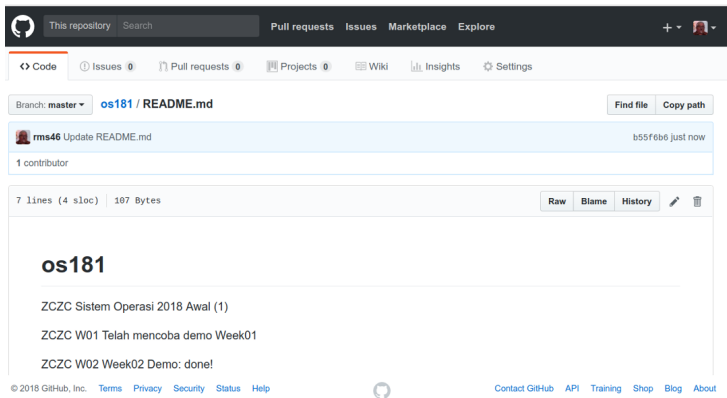 This repository Search Pull requests Issues Marketplace Explore
Code Issues 0 Pull requests 0 Projects 0 Wiki Insights Settings
Branch: master os181 / README.md Find file Copy path
rms46 Update README.md b55f6b6 just now
1 contributor
7 lines (4 sloc) 107 Bytes Raw Blame History
os181
ZCZC Sistem Operasi 2018 Awal (1)
ZCZC W01 Telah mencoba demo Week01
ZCZC W02 Week02 Demo: done!
© 2018 GitHub, Inc. Terms Privacy Security Status Help Contact GitHub API Training Shop Blog About